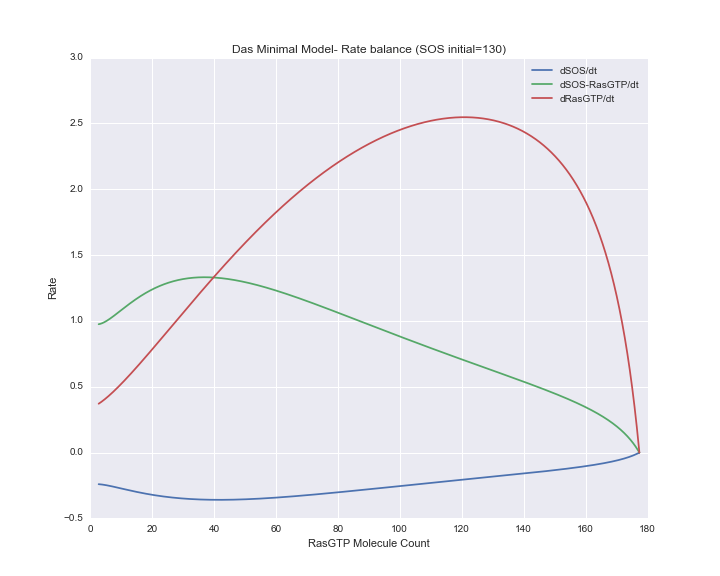 Das Minimal Model- Rate balance (SOS initial=130)
3.0
2.5
2.0
1.5
1.0
0.5
0.0
−0.5
Rate
dSOS/dt
dSOS-RasGTP/dt
dRasGTP/dt
0 20 40 60 80 100 120 140 160 180
RasGTP Molecule Count